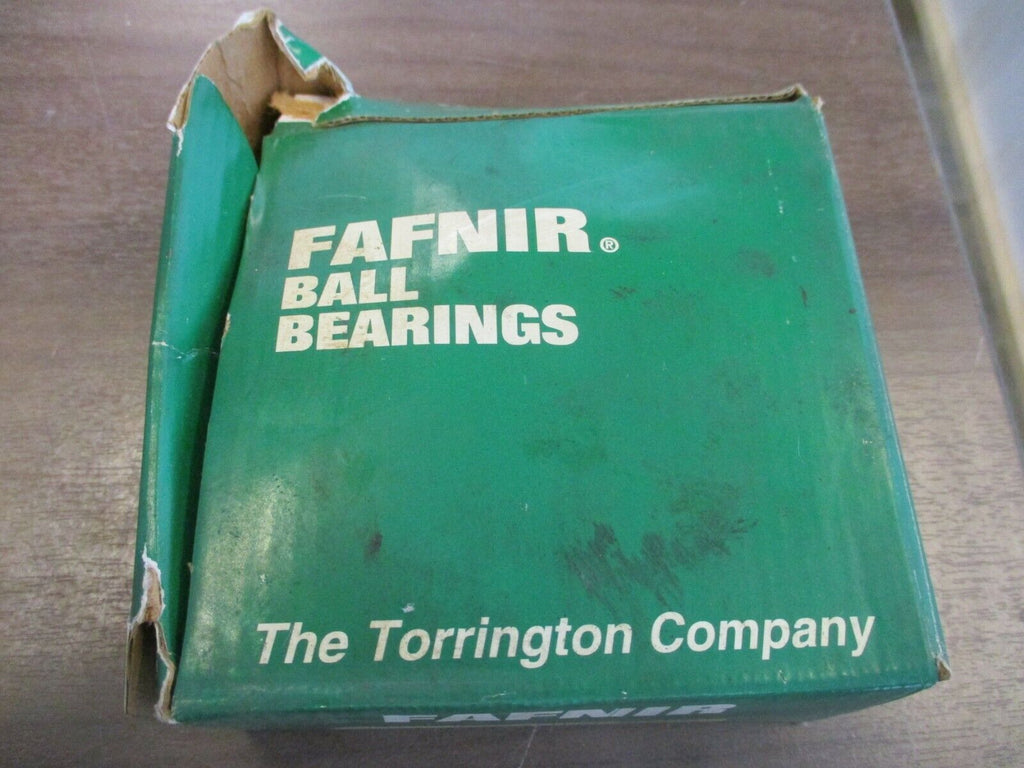 FAFNIR®
BALL
BEARINGS
The Torrington Company
FAFNIR